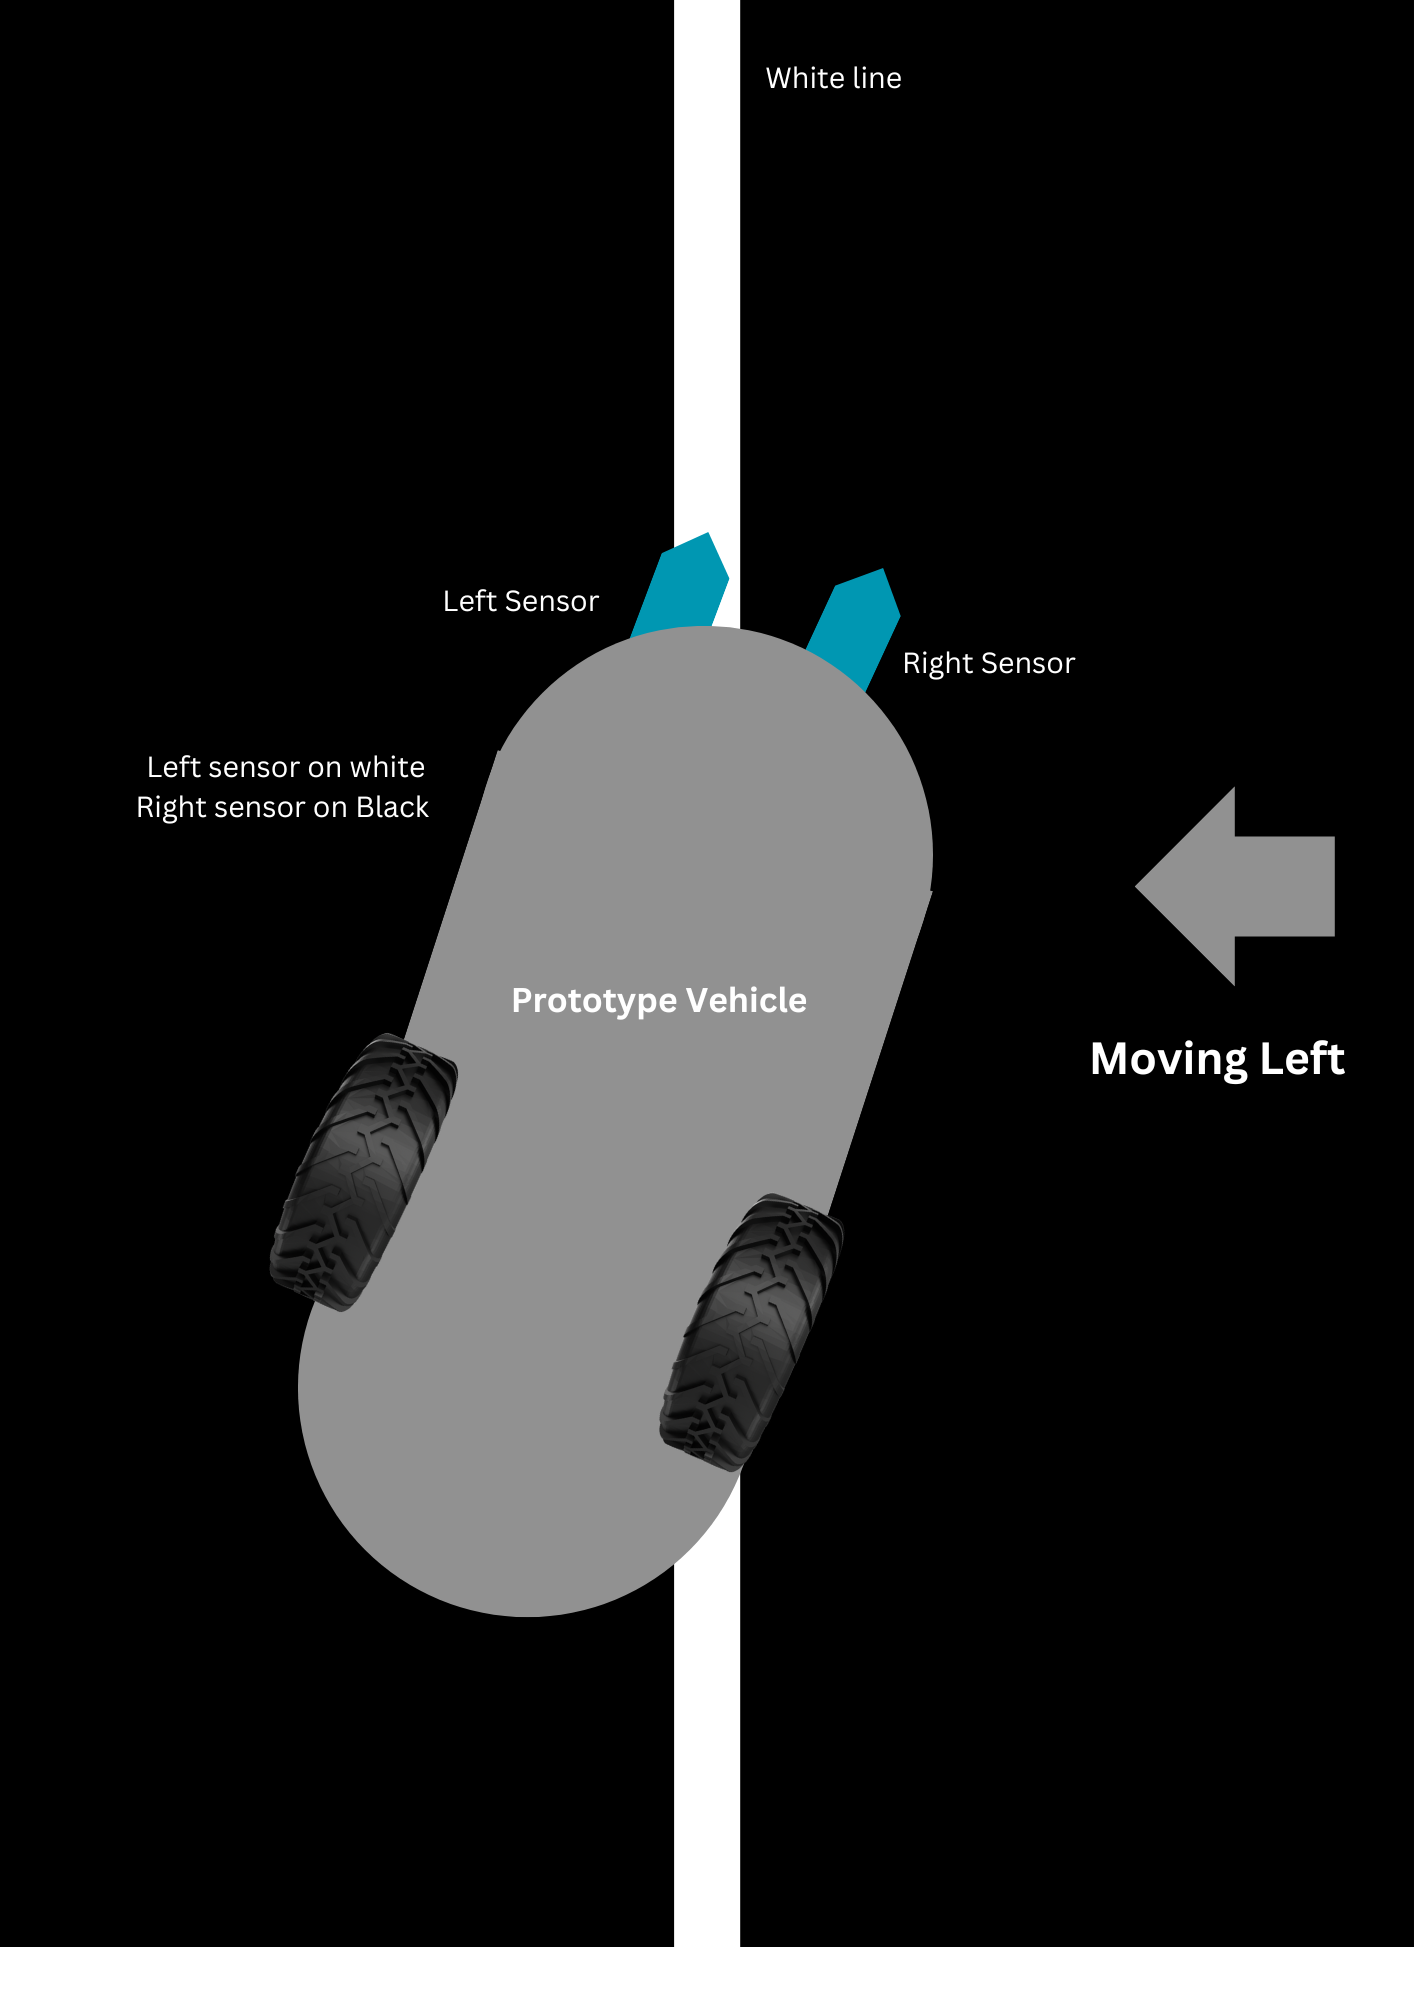 White line
Left Sensor
Right Sensor
Left sensor on white
Right sensor on Black
Prototype Vehicle
Moving Left